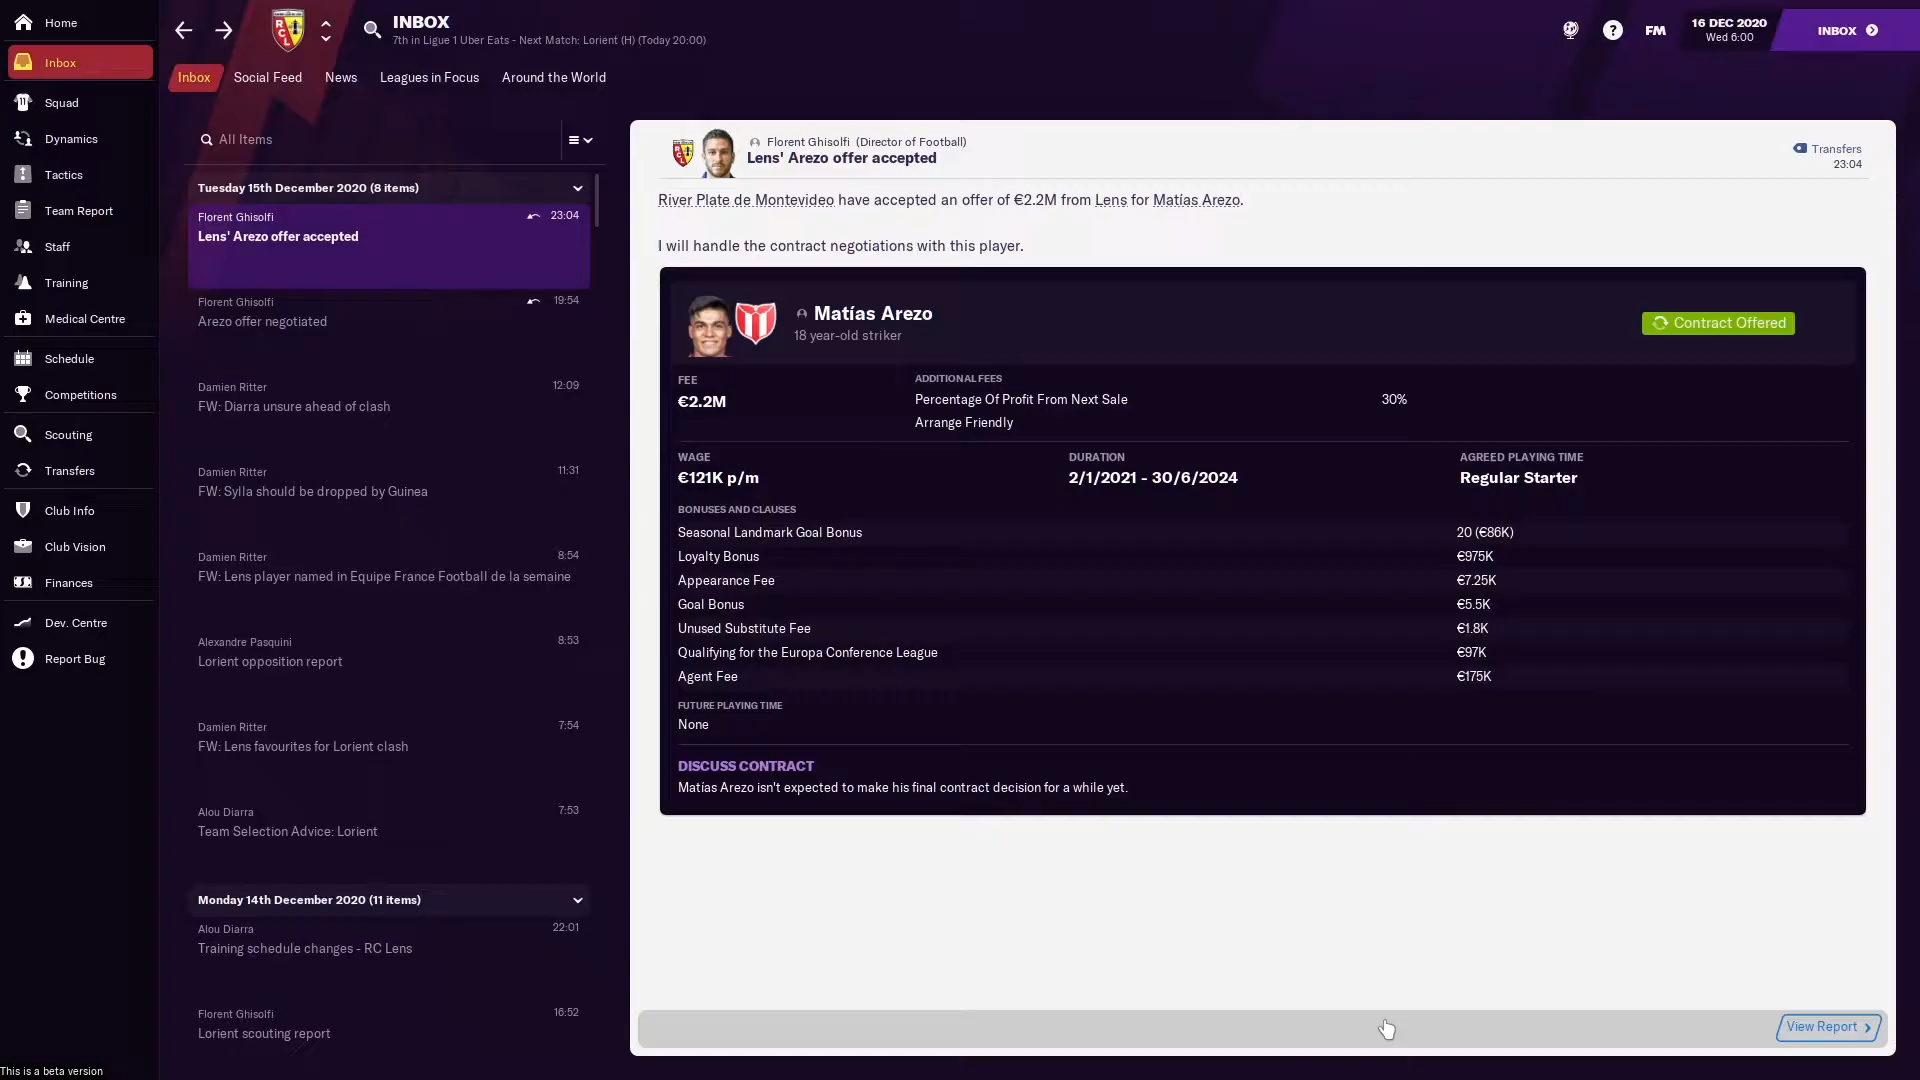 Home
Inbox
Squad
Dynamics
Tactics
Team Report
Staff
Training
Medical Centre
Schedule
Competitions
Scouting
Transfers
Club Info
Club Vision
Finances
Dev. Centre
Report Bug
This is a beta version
INBOX
7th in Ligue 1 Uber Eats - Next Match: Lorient (H) (Today 20:00)
FM
16 DEC 2020
Wed 6:00
INBOX
Inbox
Social Feed
News
Leagues in Focus
Around the World
All Items
Tuesday 15th December 2020 (8 items)
Florent Ghisolfi
23:04
Lens' Arezo offer accepted
Florent Ghisolfi
19:54
Arezo offer negotiated
Damien Ritter
12:09
FW: Diarra unsure ahead of clash
Damien Ritter
11:31
FW: Sylla should be dropped by Guinea
Damien Ritter
8:54
FW: Lens player named in Equipe France Football de la semaine
Alexandre Pasquini
8:53
Lorient opposition report
Damien Ritter
7:54
FW: Lens favourites for Lorient clash
Alou Diarra
7:53
Team Selection Advice: Lorient
Monday 14th December 2020 (11 items)
Alou Diarra
22:01
Training schedule changes - RC Lens
Florent Ghisolfi
16:52
Lorient scouting report
Florent Ghisolfi (Director of Football)
Lens' Arezo offer accepted
Transfers
23:04
River Plate de Montevideo have accepted an offer of €2.2M from Lens for Matías Arezo.
I will handle the contract negotiations with this player.
Matías Arezo
18 year-old striker
Contract Offered
FEE
€2.2M
ADDITIONAL FEES
Percentage Of Profit From Next Sale
30%
Arrange Friendly
WAGE
€121K p/m
DURATION
2/1/2021 - 30/6/2024
AGREED PLAYING TIME
Regular Starter
BONUSES AND CLAUSES
Seasonal Landmark Goal Bonus
20 (€86K)
Loyalty Bonus
€975K
Appearance Fee
€7.25K
Goal Bonus
€5.5K
Unused Substitute Fee
€1.8K
Qualifying for the Europa Conference League
€97K
Agent Fee
€175K
FUTURE PLAYING TIME
None
DISCUSS CONTRACT
Matías Arezo isn't expected to make his final contract decision for a while yet.
View Report